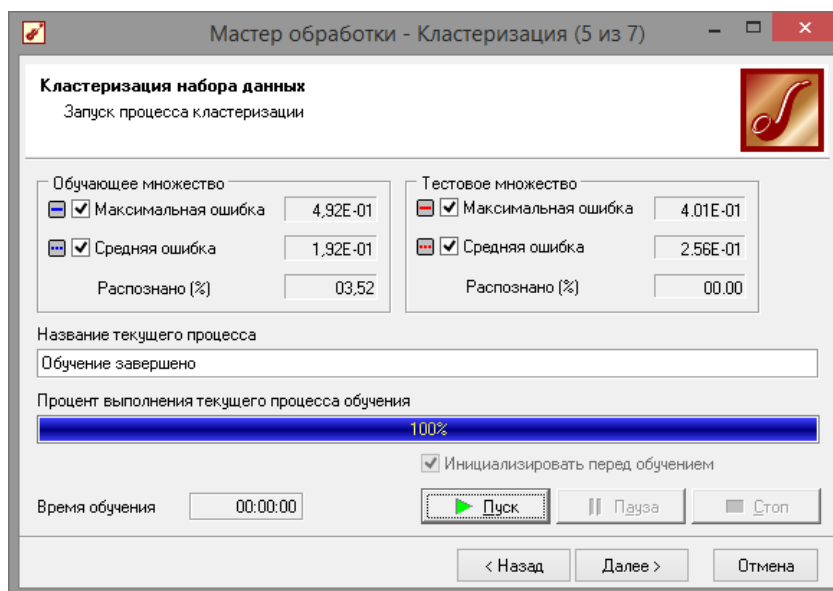 Мастер обработки - Кластеризация (5 из 7)
Кластеризация набора данных
Запуск процесса кластеризации
Обучающее множество
Максимальная ошибка 4,92E-01
Средняя ошибка 1,92E-01
Распознано (%) 03,52
Тестовое множество
Максимальная ошибка 4.01E-01
Средняя ошибка 2.56E-01
Распознано (%) 00.00
Название текущего процесса
Обучение завершено
Процент выполнения текущего процесса обучения
100%
Инициализировать перед обучением
Время обучения 00:00:00 Пуск Пауза Стоп
< Назад Далее > Отмена